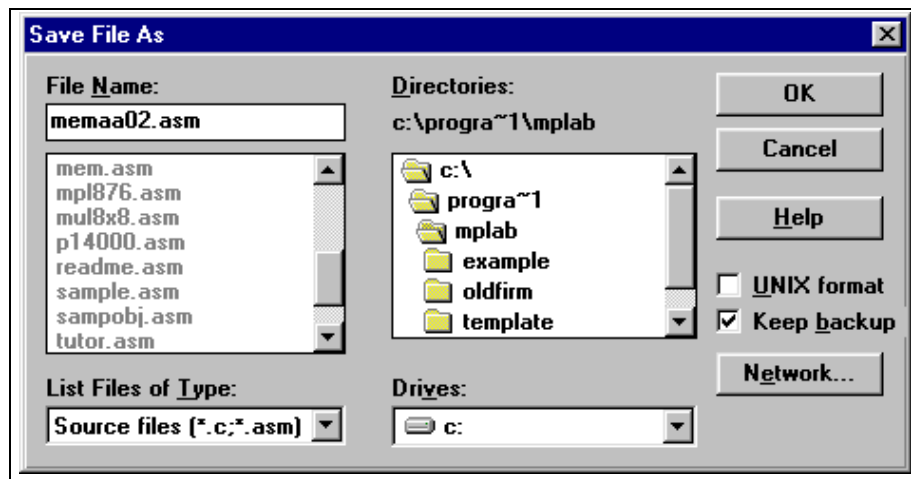 Save File As
File Name:
memaa02.asm
mem.asm
mpl876.asm
mul8x8.asm
p14000.asm
readme.asm
sample.asm
sampobj.asm
tutor.asm
List Files of Type:
Source files (*.c;*.asm)
Directories:
c:\progra~1\mplab
c:\
progra~1
mplab
example
oldfirm
template
Drives:
c:
OK
Cancel
Help
UNIX format
Keep backup
Network...